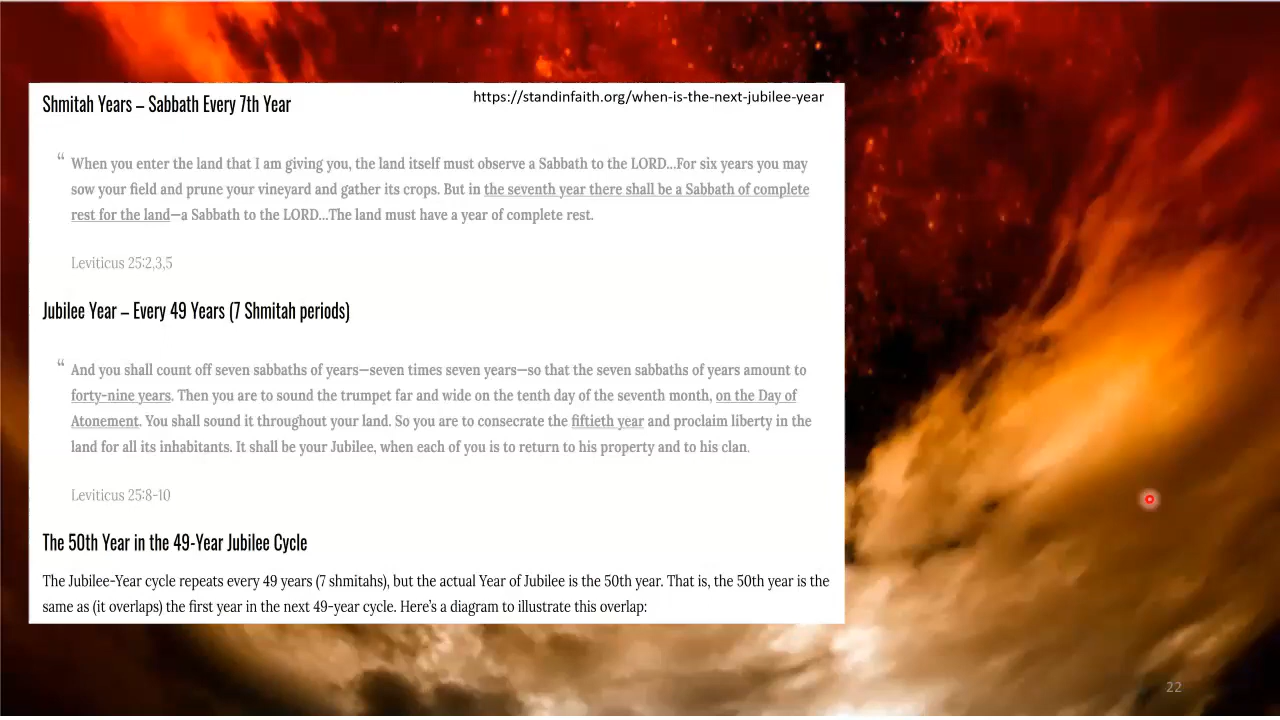 Shmitah Years – Sabbath Every 7th Year
https://standinfaith.org/when-is-the-next-jubilee-year
“ When you enter the land that I am giving you, the land itself must observe a Sabbath to the LORD…For six years you may
sow your field and prune your vineyard and gather its crops. But in the seventh year there shall be a Sabbath of complete
rest for the land—a Sabbath to the LORD…The land must have a year of complete rest.
Leviticus 25:2,3,5
Jubilee Year – Every 49 Years (7 Shmitah periods)
“ And you shall count off seven sabbaths of years—seven times seven years—so that the seven sabbaths of years amount to
forty-nine years. Then you are to sound the trumpet far and wide on the tenth day of the seventh month, on the Day of
Atonement. You shall sound it throughout your land. So you are to consecrate the fiftieth year and proclaim liberty in the
land for all its inhabitants. It shall be your Jubilee, when each of you is to return to his property and to his clan.
Leviticus 25:8-10
The 50th Year in the 49-Year Jubilee Cycle
The Jubilee-Year cycle repeats every 49 years (7 shmitahs), but the actual Year of Jubilee is the 50th year. That is, the 50th year is the
same as (it overlaps) the first year in the next 49-year cycle. Here’s a diagram to illustrate this overlap:
22